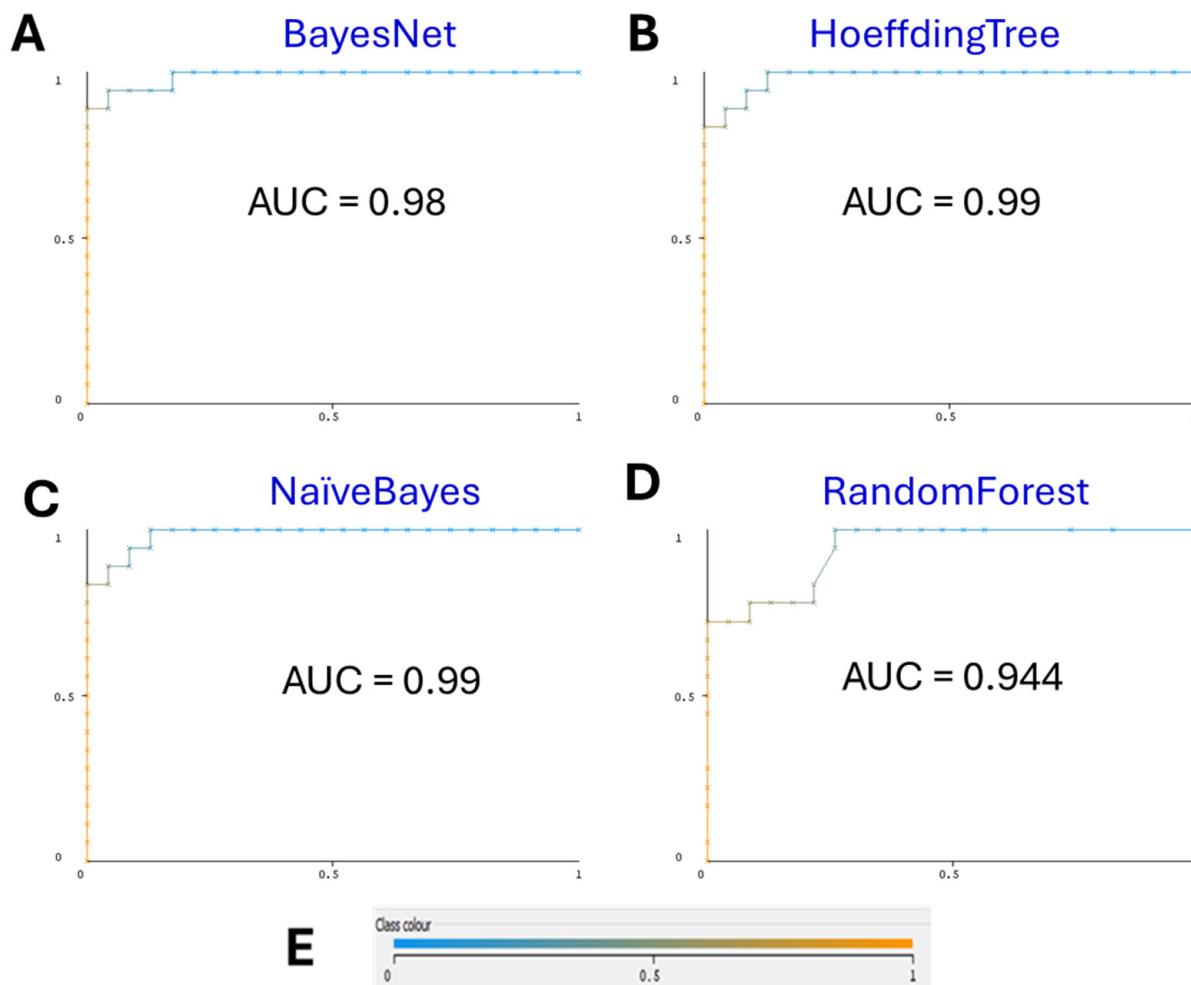 A
BayesNet
1
0.5
0
0
0.5
1
AUC = 0.98
B
HoeffdingTree
1
0.5
0
0
0.5
AUC = 0.99
C
NaïveBayes
1
0.5
0
0
0.5
1
AUC = 0.99
D
RandomForest
1
0.5
0
0
0.5
AUC = 0.944
E
Class colour
0
0.5
1